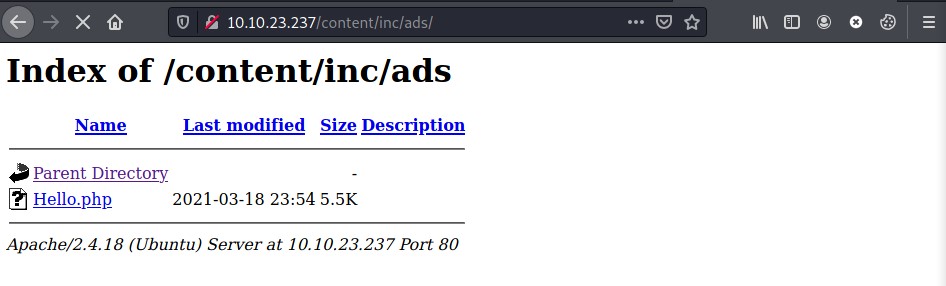 10.10.23.237/content/inc/ads/
Index of /content/inc/ads
Name Last modified Size Description
Parent Directory -
Hello.php 2021-03-18 23:54 5.5K
Apache/2.4.18 (Ubuntu) Server at 10.10.23.237 Port 80